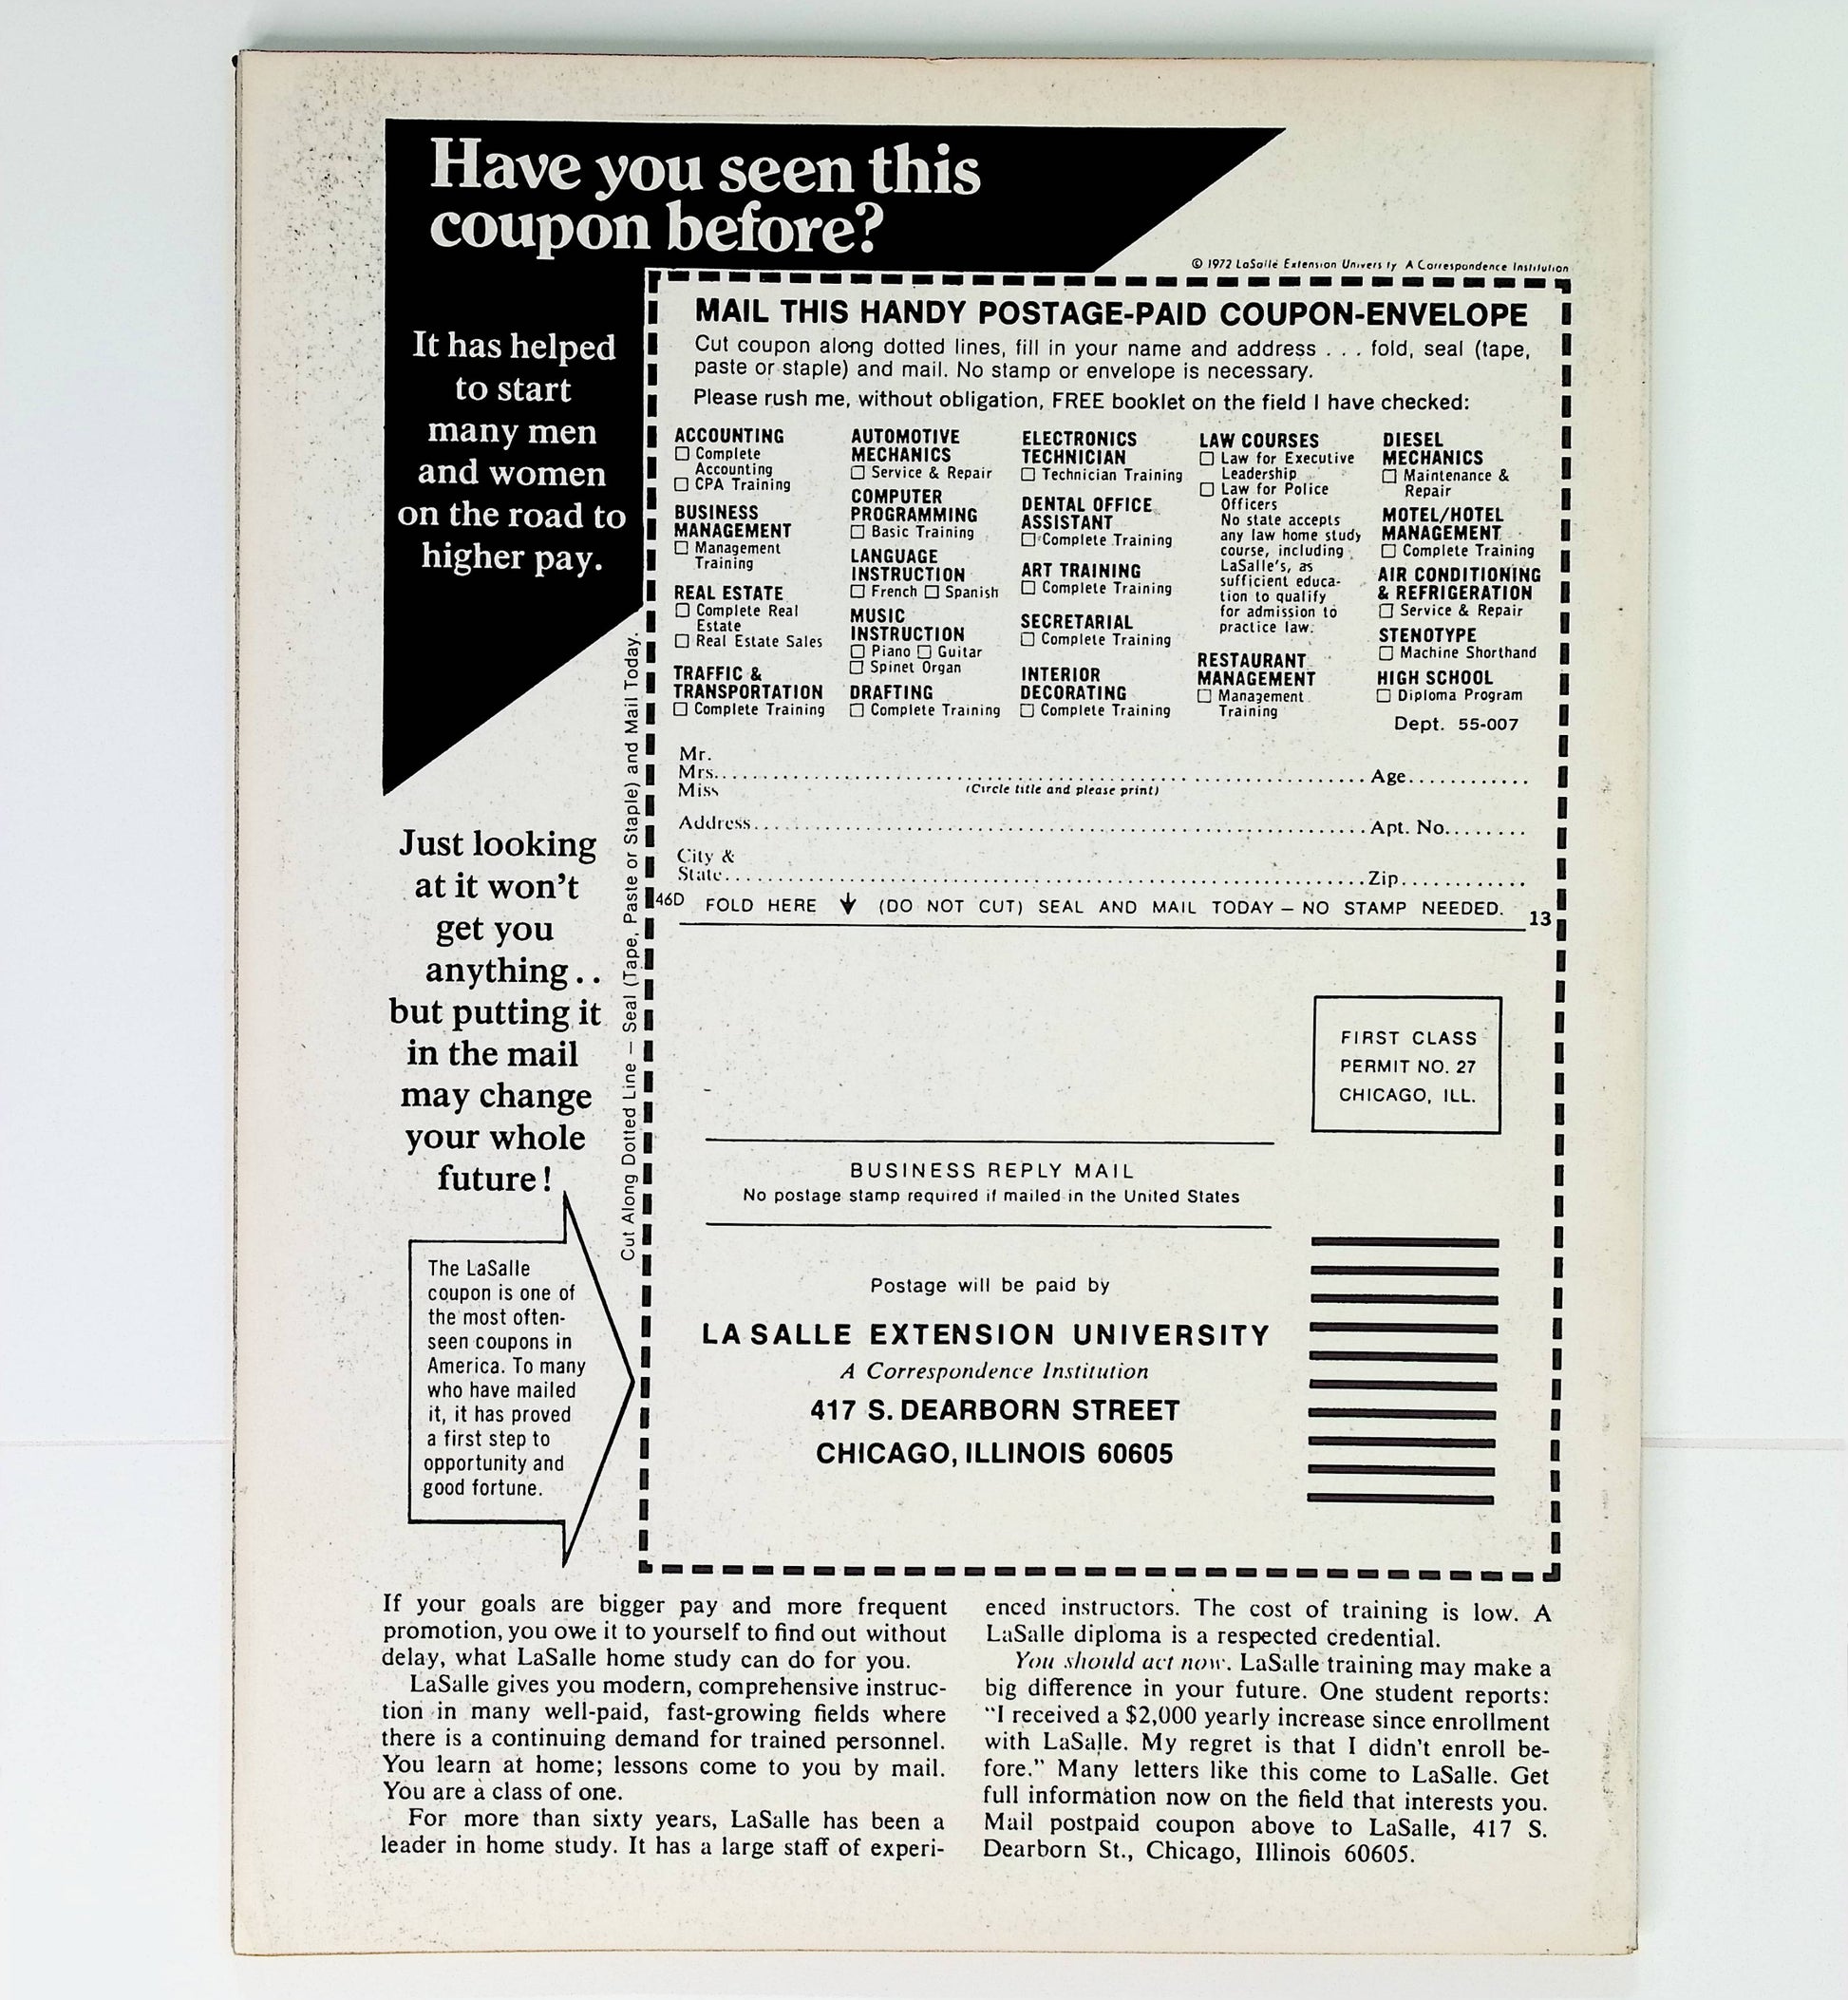 Have you seen this
coupon before?
It has helped
to start
many men
and women
on the road to
higher pay.
Just looking
at it won't
get you
anything..
but putting it
in the mail
may change
your whole
future!
The LaSalle
coupon is one of
the most often-
seen coupons in
America. To many
who have mailed
it, it has proved
a first step to
opportunity and
good fortune.
Cut Along Dotted Line – Seal (Tape, Paste or Staple) and Mail Today.
© 1972 LaSalle Extension University A Correspondence Institution
MAIL THIS HANDY POSTAGE-PAID COUPON-ENVELOPE
Cut coupon along dotted lines, fill in your name and address . . . fold, seal (tape,
paste or staple) and mail. No stamp or envelope is necessary.
Please rush me, without obligation, FREE booklet on the field I have checked:
ACCOUNTING
☐ Complete
Accounting
☐ CPA Training
BUSINESS
MANAGEMENT
☐ Management
Training
REAL ESTATE
☐ Complete Real
Estate
☐ Real Estate Sales
TRAFFIC &
TRANSPORTATION
☐ Complete Training
AUTOMOTIVE
MECHANICS
☐ Service & Repair
COMPUTER
PROGRAMMING
☐ Basic Training
LANGUAGE
INSTRUCTION
☐ French ☐ Spanish
MUSIC
INSTRUCTION
☐ Piano ☐ Guitar
☐ Spinet Organ
DRAFTING
☐ Complete Training
ELECTRONICS
TECHNICIAN
☐ Technician Training
DENTAL OFFICE
ASSISTANT
☐ Complete Training
ART TRAINING
☐ Complete Training
SECRETARIAL
☐ Complete Training
INTERIOR
DECORATING
☐ Complete Training
LAW COURSES
☐ Law for Executive
Leadership
☐ Law for Police
Officers
No state accepts
any law home study
course, including
LaSalle's, as
sufficient educa-
tion to qualify
for admission to
practice law.
RESTAURANT
MANAGEMENT
☐ Management
Training
DIESEL
MECHANICS
☐ Maintenance &
Repair
MOTEL/HOTEL
MANAGEMENT
☐ Complete Training
AIR CONDITIONING
& REFRIGERATION
☐ Service & Repair
STENOTYPE
☐ Machine Shorthand
HIGH SCHOOL
☐ Diploma Program
Dept. 55-007
Mr.
Mrs. Age
Miss (Circle title and please print)
Address Apt. No.
City &
State Zip
46D FOLD HERE ↓ (DO NOT CUT) SEAL AND MAIL TODAY – NO STAMP NEEDED. 13
FIRST CLASS
PERMIT NO. 27
CHICAGO, ILL.
BUSINESS REPLY MAIL
No postage stamp required if mailed in the United States
Postage will be paid by
LA SALLE EXTENSION UNIVERSITY
A Correspondence Institution
417 S. DEARBORN STREET
CHICAGO, ILLINOIS 60605
If your goals are bigger pay and more frequent
promotion, you owe it to yourself to find out without
delay, what LaSalle home study can do for you.
LaSalle gives you modern, comprehensive instruc-
tion in many well-paid, fast-growing fields where
there is a continuing demand for trained personnel.
You learn at home; lessons come to you by mail.
You are a class of one.
For more than sixty years, LaSalle has been a
leader in home study. It has a large staff of experi-
enced instructors. The cost of training is low. A
LaSalle diploma is a respected credential.
You should act now. LaSalle training may make a
big difference in your future. One student reports:
"I received a $2,000 yearly increase since enrollment
with LaSalle. My regret is that I didn't enroll be-
fore." Many letters like this come to LaSalle. Get
full information now on the field that interests you.
Mail postpaid coupon above to LaSalle, 417 S.
Dearborn St., Chicago, Illinois 60605.